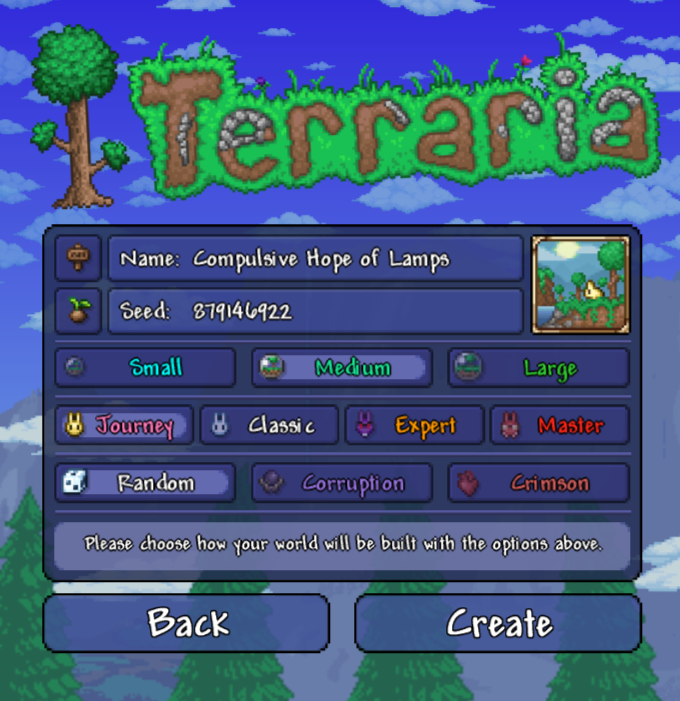 Terraria
Name: Compulsive Hope of Lamps
Seed: 879146922
Small Medium Large
Journey Classic Expert Master
Random Corruption Crimson
Please choose how your world will be built with the options above.
Back Create